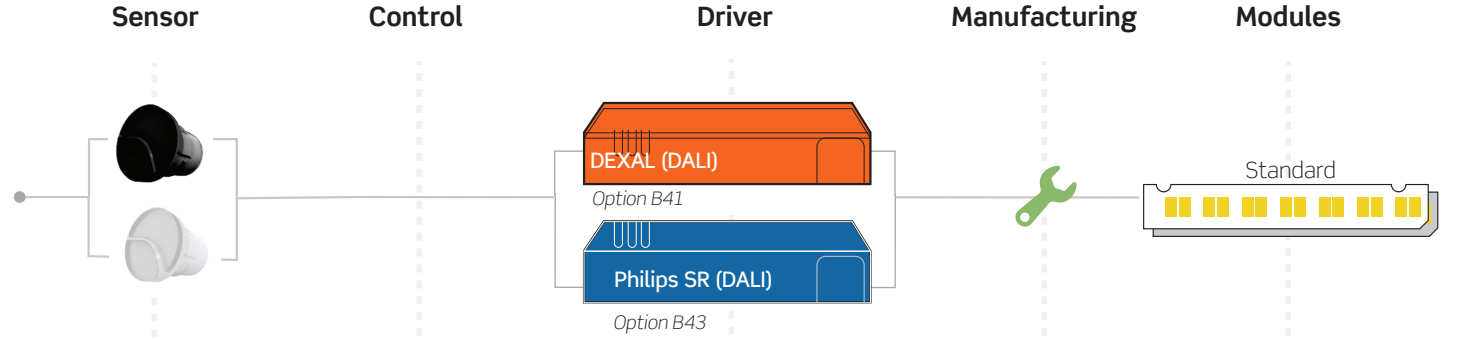 Sensor
Control
Driver
Manufacturing
Modules
DEXAL (DALI)
Option B41
Philips SR (DALI)
Option B43
Standard